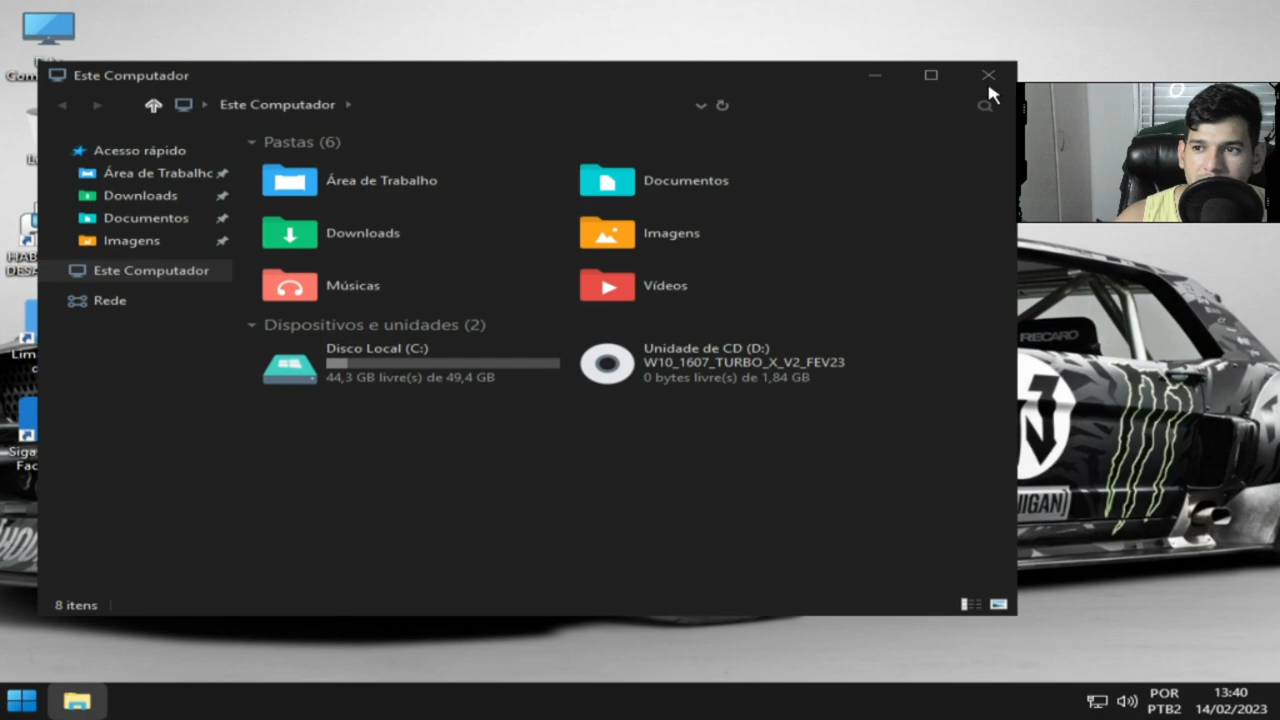 Este Computador
Este Computador
Acesso rápido
Área de Trabalho
Downloads
Documentos
Imagens
Este Computador
Rede
Pastas (6)
Área de Trabalho
Documentos
Downloads
Imagens
Músicas
Vídeos
Dispositivos e unidades (2)
Disco Local (C:)
44,3 GB livre(s) de 49,4 GB
Unidade de CD (D:)
W10_1607_TURBO_X_V2_FEV23
0 bytes livre(s) de 1,84 GB
8 itens
RECARO
POR
PTB2
13:40
14/02/2023